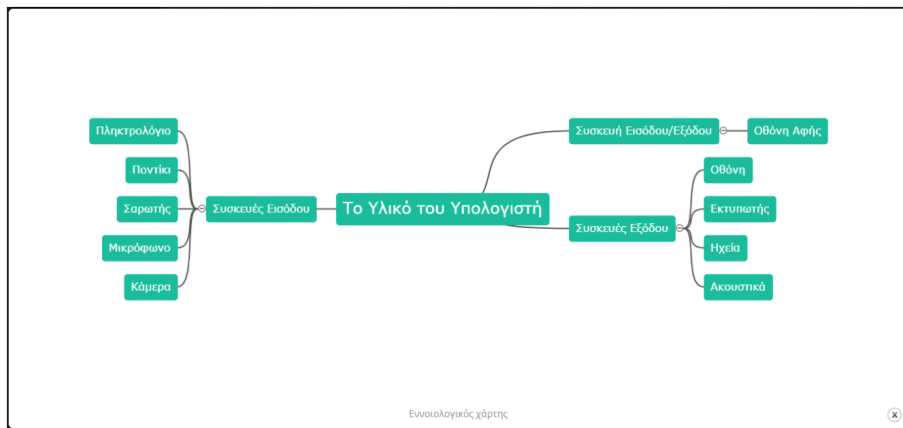 Πληκτρολόγιο
Ποντίκι
Σαρωτής
Μικρόφωνο
Κάμερα
Συσκευές Εισόδου
Το Υλικό του Υπολογιστή
Συσκευή Εισόδου/Εξόδου
Οθόνη Αφής
Συσκευές Εξόδου
Οθόνη
Εκτυπωτής
Ηχεία
Ακουστικά
Εννοιολογικός χάρτης